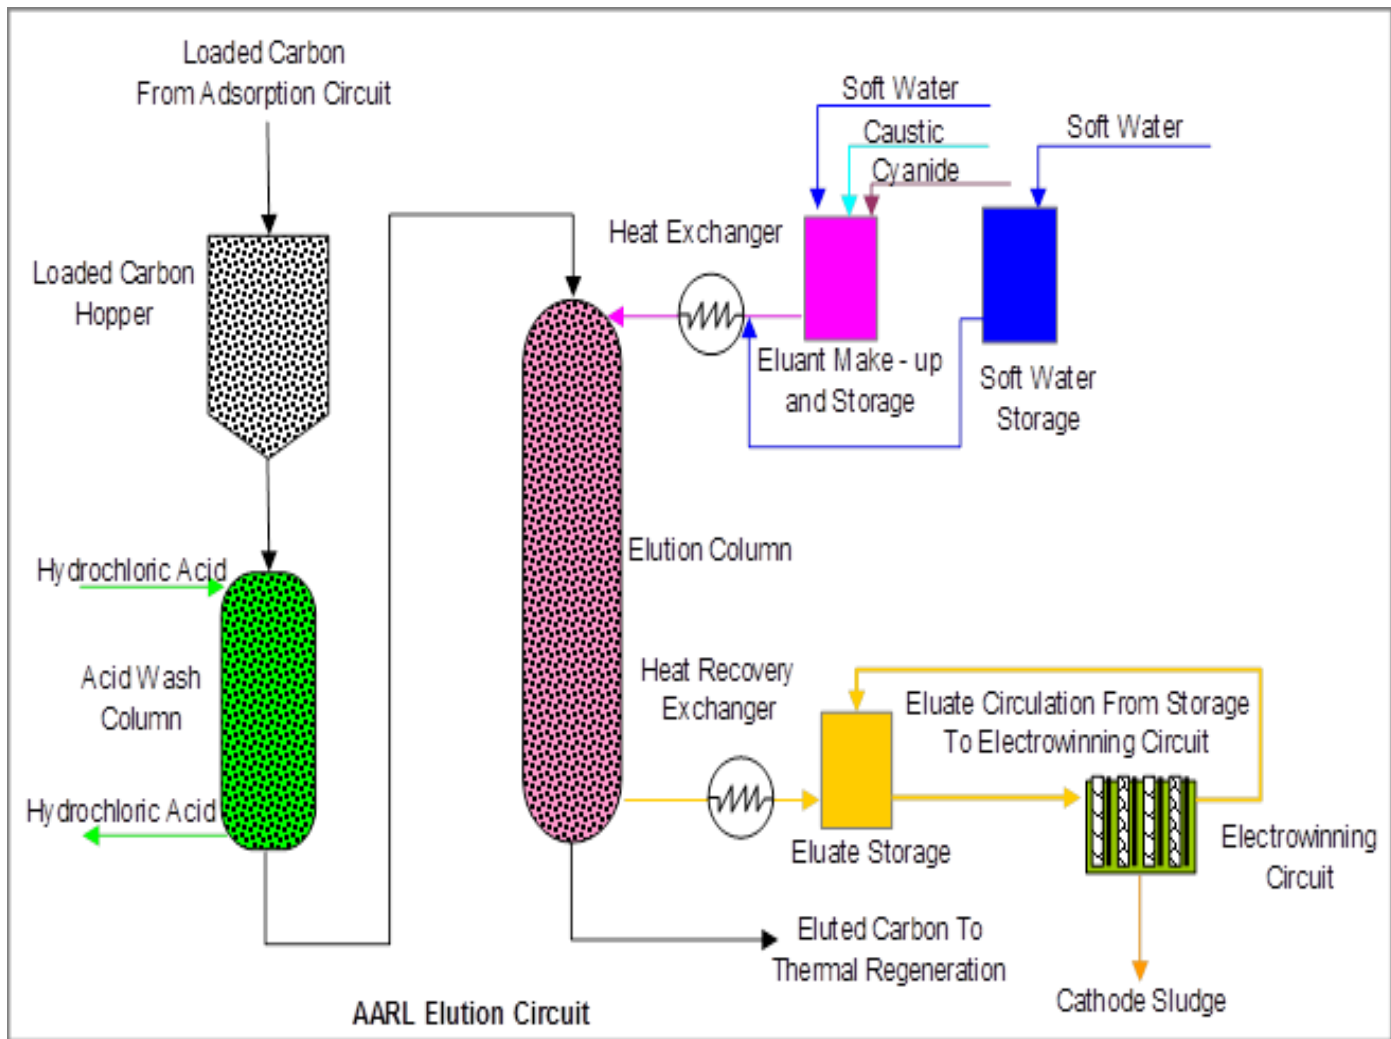 Loaded Carbon
From Adsorption Circuit
Soft Water
Caustic
Cyanide
Soft Water
Heat Exchanger
Loaded Carbon
Hopper
Eluant Make - up
and Storage
Soft Water
Storage
Elution Column
Hydrochloric Acid
Acid Wash
Column
Heat Recovery
Exchanger
Eluate Circulation From Storage
To Electrowinning Circuit
Hydrochloric Acid
Eluate Storage
Electrowinning
Circuit
Eluted Carbon To
Thermal Regeneration
Cathode Sludge
AARL Elution Circuit